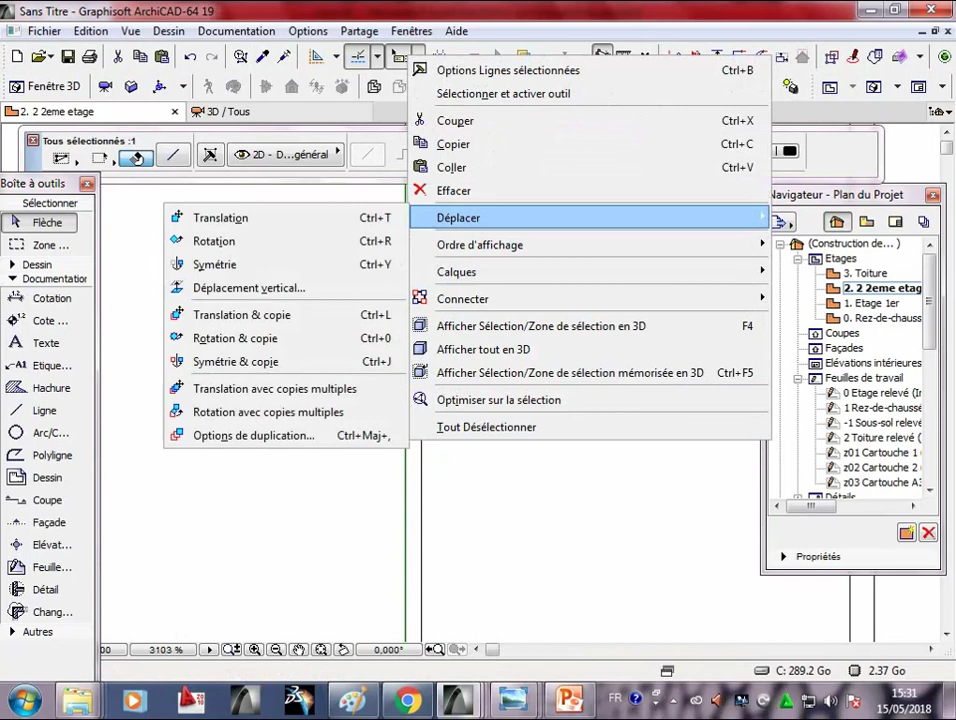 Sans Titre - Graphisoft ArchiCAD-64 19
Fichier Edition Vue Dessin Documentation Options Partage Fenêtres Aide
Fenêtre 3D
2. 2 2eme etage
3D / Tous
Tous sélectionnés :1
2D - D...général
Boîte à outils
Sélectionner
Flèche
Zone ...
Dessin
Documentation
Cotation
Cote ...
Texte
Etique...
Hachure
Ligne
Arc/C...
Polyligne
Dessin
Coupe
Façade
Elévat...
Feuille...
Détail
Chang...
Autres
Translation Ctrl+T
Rotation Ctrl+R
Symétrie Ctrl+Y
Déplacement vertical...
Translation & copie Ctrl+L
Rotation & copie Ctrl+0
Symétrie & copie Ctrl+J
Translation avec copies multiples
Rotation avec copies multiples
Options de duplication... Ctrl+Maj+,
Options Lignes sélectionnées Ctrl+B
Sélectionner et activer outil
Couper Ctrl+X
Copier Ctrl+C
Coller Ctrl+V
Effacer
Déplacer
Ordre d'affichage
Calques
Connecter
Afficher Sélection/Zone de sélection en 3D F4
Afficher tout en 3D
Afficher Sélection/Zone de sélection mémorisée en 3D Ctrl+F5
Optimiser sur la sélection
Tout Désélectionner
Navigateur - Plan du Projet
(Construction de... )
Etages
3. Toiture
2. 2 2eme etag
1. Etage 1er
0. Rez-de-chauss
Coupes
Façades
Elévations intérieures
Feuilles de travail
0 Etage relevé (In
1 Rez-de-chaussé
-1 Sous-sol relevé
2 Toiture relevé (
z01 Cartouche 1
z02 Cartouche 2
z03 Cartouche A3
Détails
Propriétés
00
3103 %
0,000°
C: 289.2 Go
2.37 Go
FR
15:31
15/05/2018